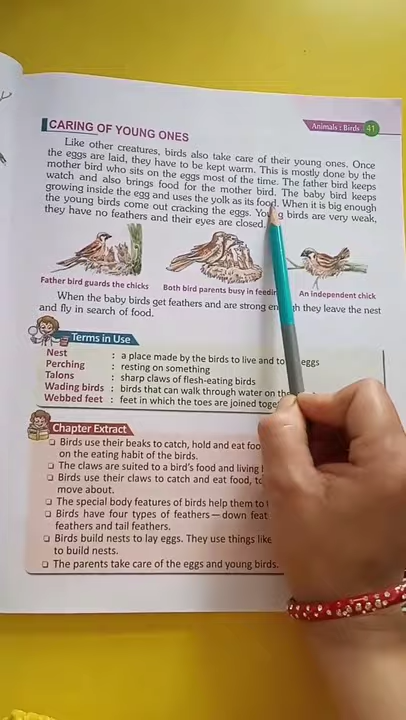 Animals : Birds 41
CARING OF YOUNG ONES
Like other creatures, birds also take care of their young ones. Once
the eggs are laid, they have to be kept warm. This is mostly done by the
mother bird who sits on the eggs most of the time. The father bird keeps
watch and also brings food for the mother bird. The baby bird keeps
growing inside the egg and uses the yolk as its food. When it is big enough
the young birds come out cracking the eggs. Young birds are very weak,
they have no feathers and their eyes are closed.
Father bird guards the chicks
Both bird parents busy in feeding
An independent chick
When the baby birds get feathers and are strong they leave the nest
and fly in search of food.
Terms in Use
Nest : a place made by the birds to live and to eggs
Perching : resting on something
Talons : sharp claws of flesh-eating birds
Wading birds : birds that can walk through water on
Webbed feet : feet in which the toes are joined
Chapter Extract
❑ Birds use their beaks to catch, hold and eat
on the eating habit of the birds.
❑ The claws are suited to a bird's food and living
❑ Birds use their claws to catch and eat food,
move about.
❑ The special body features of birds help them
❑ Birds have four types of feathers — down
feathers and tail feathers.
❑ Birds build nests to lay eggs. They use things like
to build nests.
❑ The parents take care of the eggs and young birds.